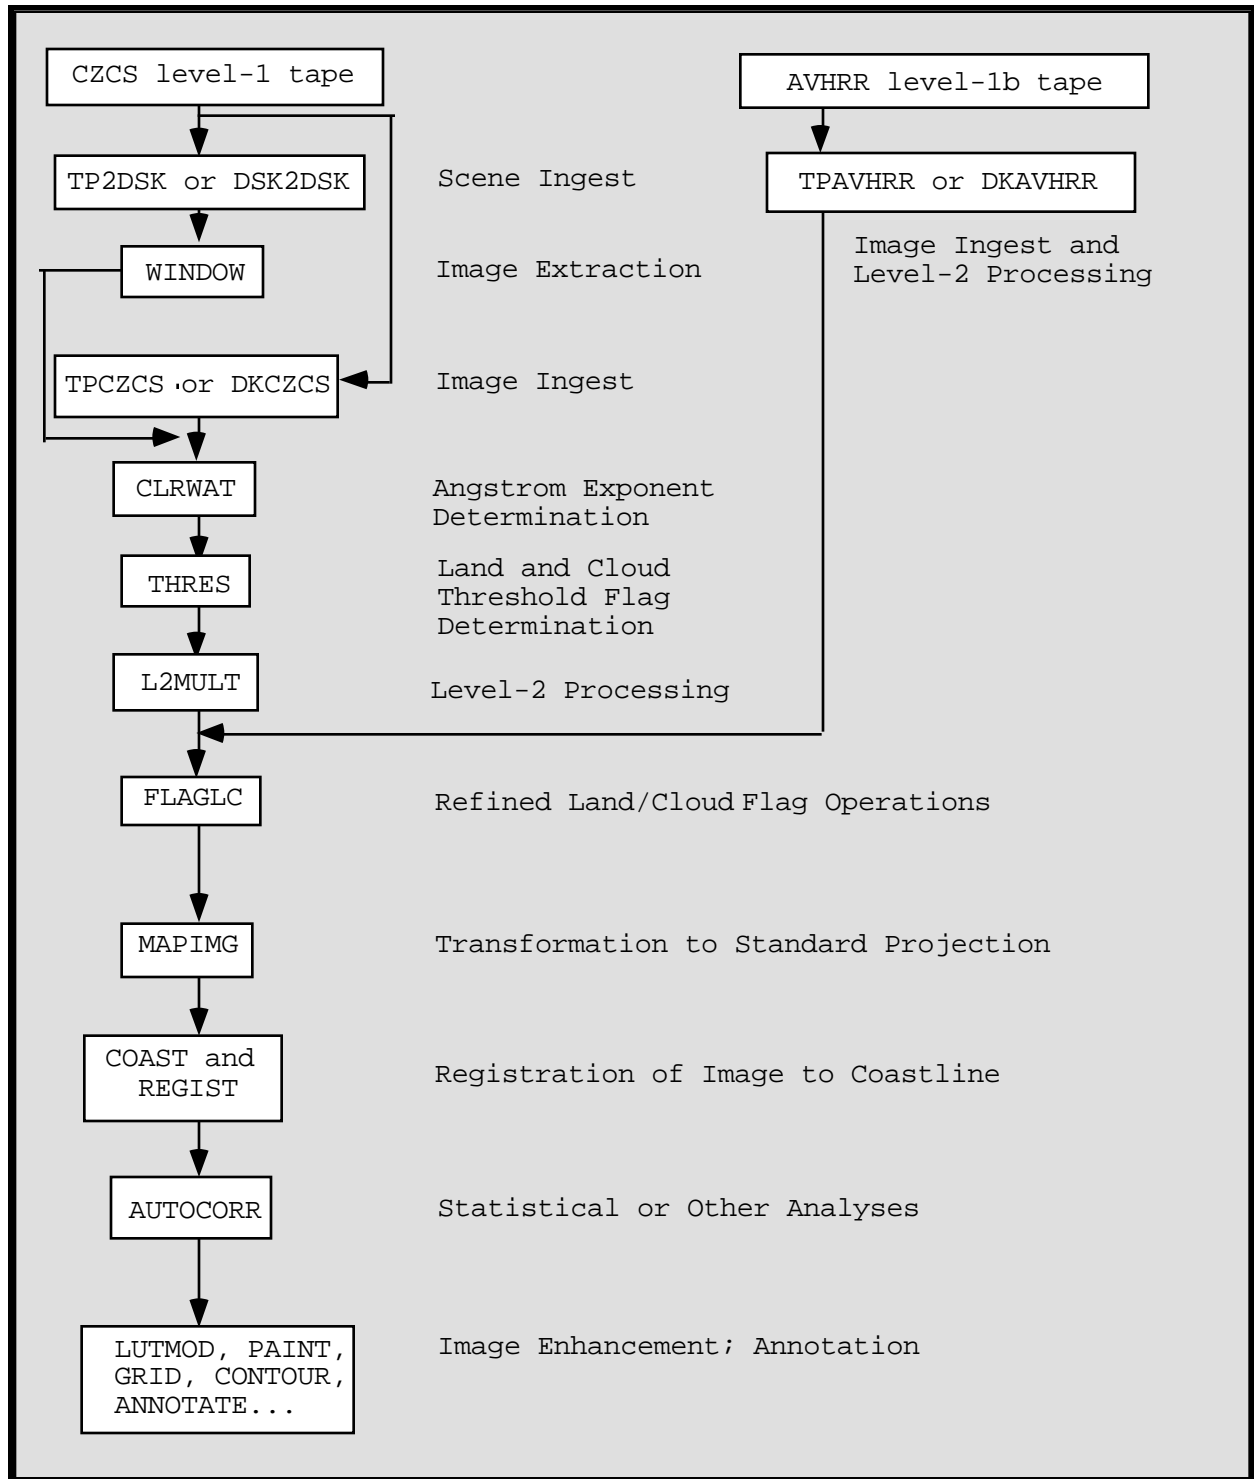 CZCS level-1 tape
AVHRR level-1b tape
TP2DSK or DSK2DSK
Scene Ingest
TPAVHRR or DKAVHRR
WINDOW
Image Extraction
Image Ingest and
Level-2 Processing
TPCZCS or DKCZCS
Image Ingest
CLRWAT
Angstrom Exponent
Determination
THRES
Land and Cloud
Threshold Flag
Determination
L2MULT
Level-2 Processing
FLAGLC
Refined Land/Cloud Flag Operations
MAPIMG
Transformation to Standard Projection
COAST and
REGIST
Registration of Image to Coastline
AUTOCORR
Statistical or Other Analyses
LUTMOD, PAINT,
GRID, CONTOUR,
ANNOTATE...
Image Enhancement; Annotation